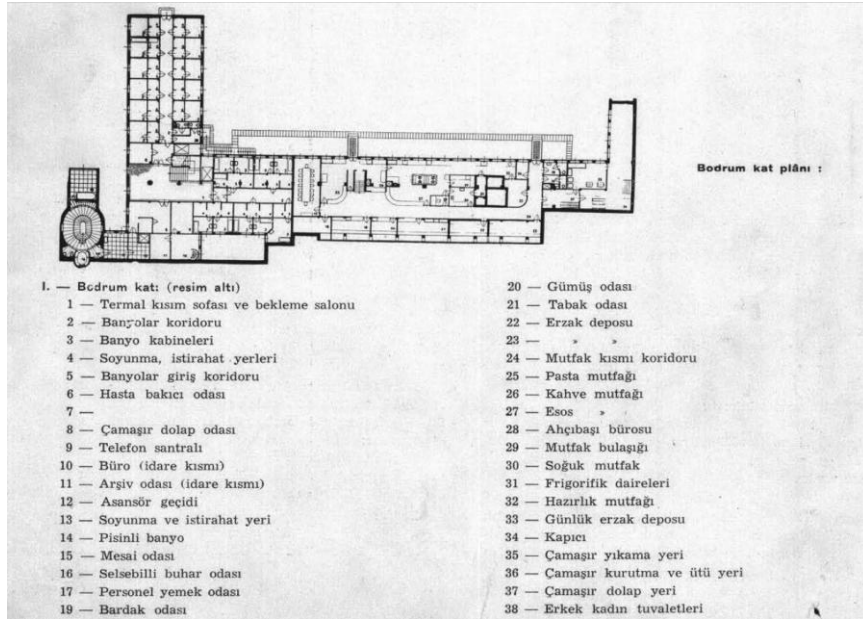 Bodrum kat plânı :
I. — Bodrum kat: (resim altı)
1 — Termal kısım sofası ve bekleme salonu
2 — Banyolar koridoru
3 — Banyo kabineleri
4 — Soyunma, istirahat yerleri
5 — Banyolar giriş koridoru
6 — Hasta bakıcı odası
7 —
8 — Çamaşır dolap odası
9 — Telefon santralı
10 — Büro (idare kısmı)
11 — Arşiv odası (idare kısmı)
12 — Asansör geçidi
13 — Soyunma ve istirahat yeri
14 — Pisinli banyo
15 — Mesai odası
16 — Selsebilli buhar odası
17 — Personel yemek odası
19 — Bardak odası
20 — Gümüş odası
21 — Tabak odası
22 — Erzak deposu
23 — » »
24 — Mutfak kısmı koridoru
25 — Pasta mutfağı
26 — Kahve mutfağı
27 — Esos »
28 — Ahçıbaşı bürosu
29 — Mutfak bulaşığı
30 — Soğuk mutfak
31 — Frigorifik daireleri
32 — Hazırlık mutfağı
33 — Günlük erzak deposu
34 — Kapıcı
35 — Çamaşır yıkama yeri
36 — Çamaşır kurutma ve ütü yeri
37 — Çamaşır dolap yeri
38 — Erkek kadın tuvaletleri